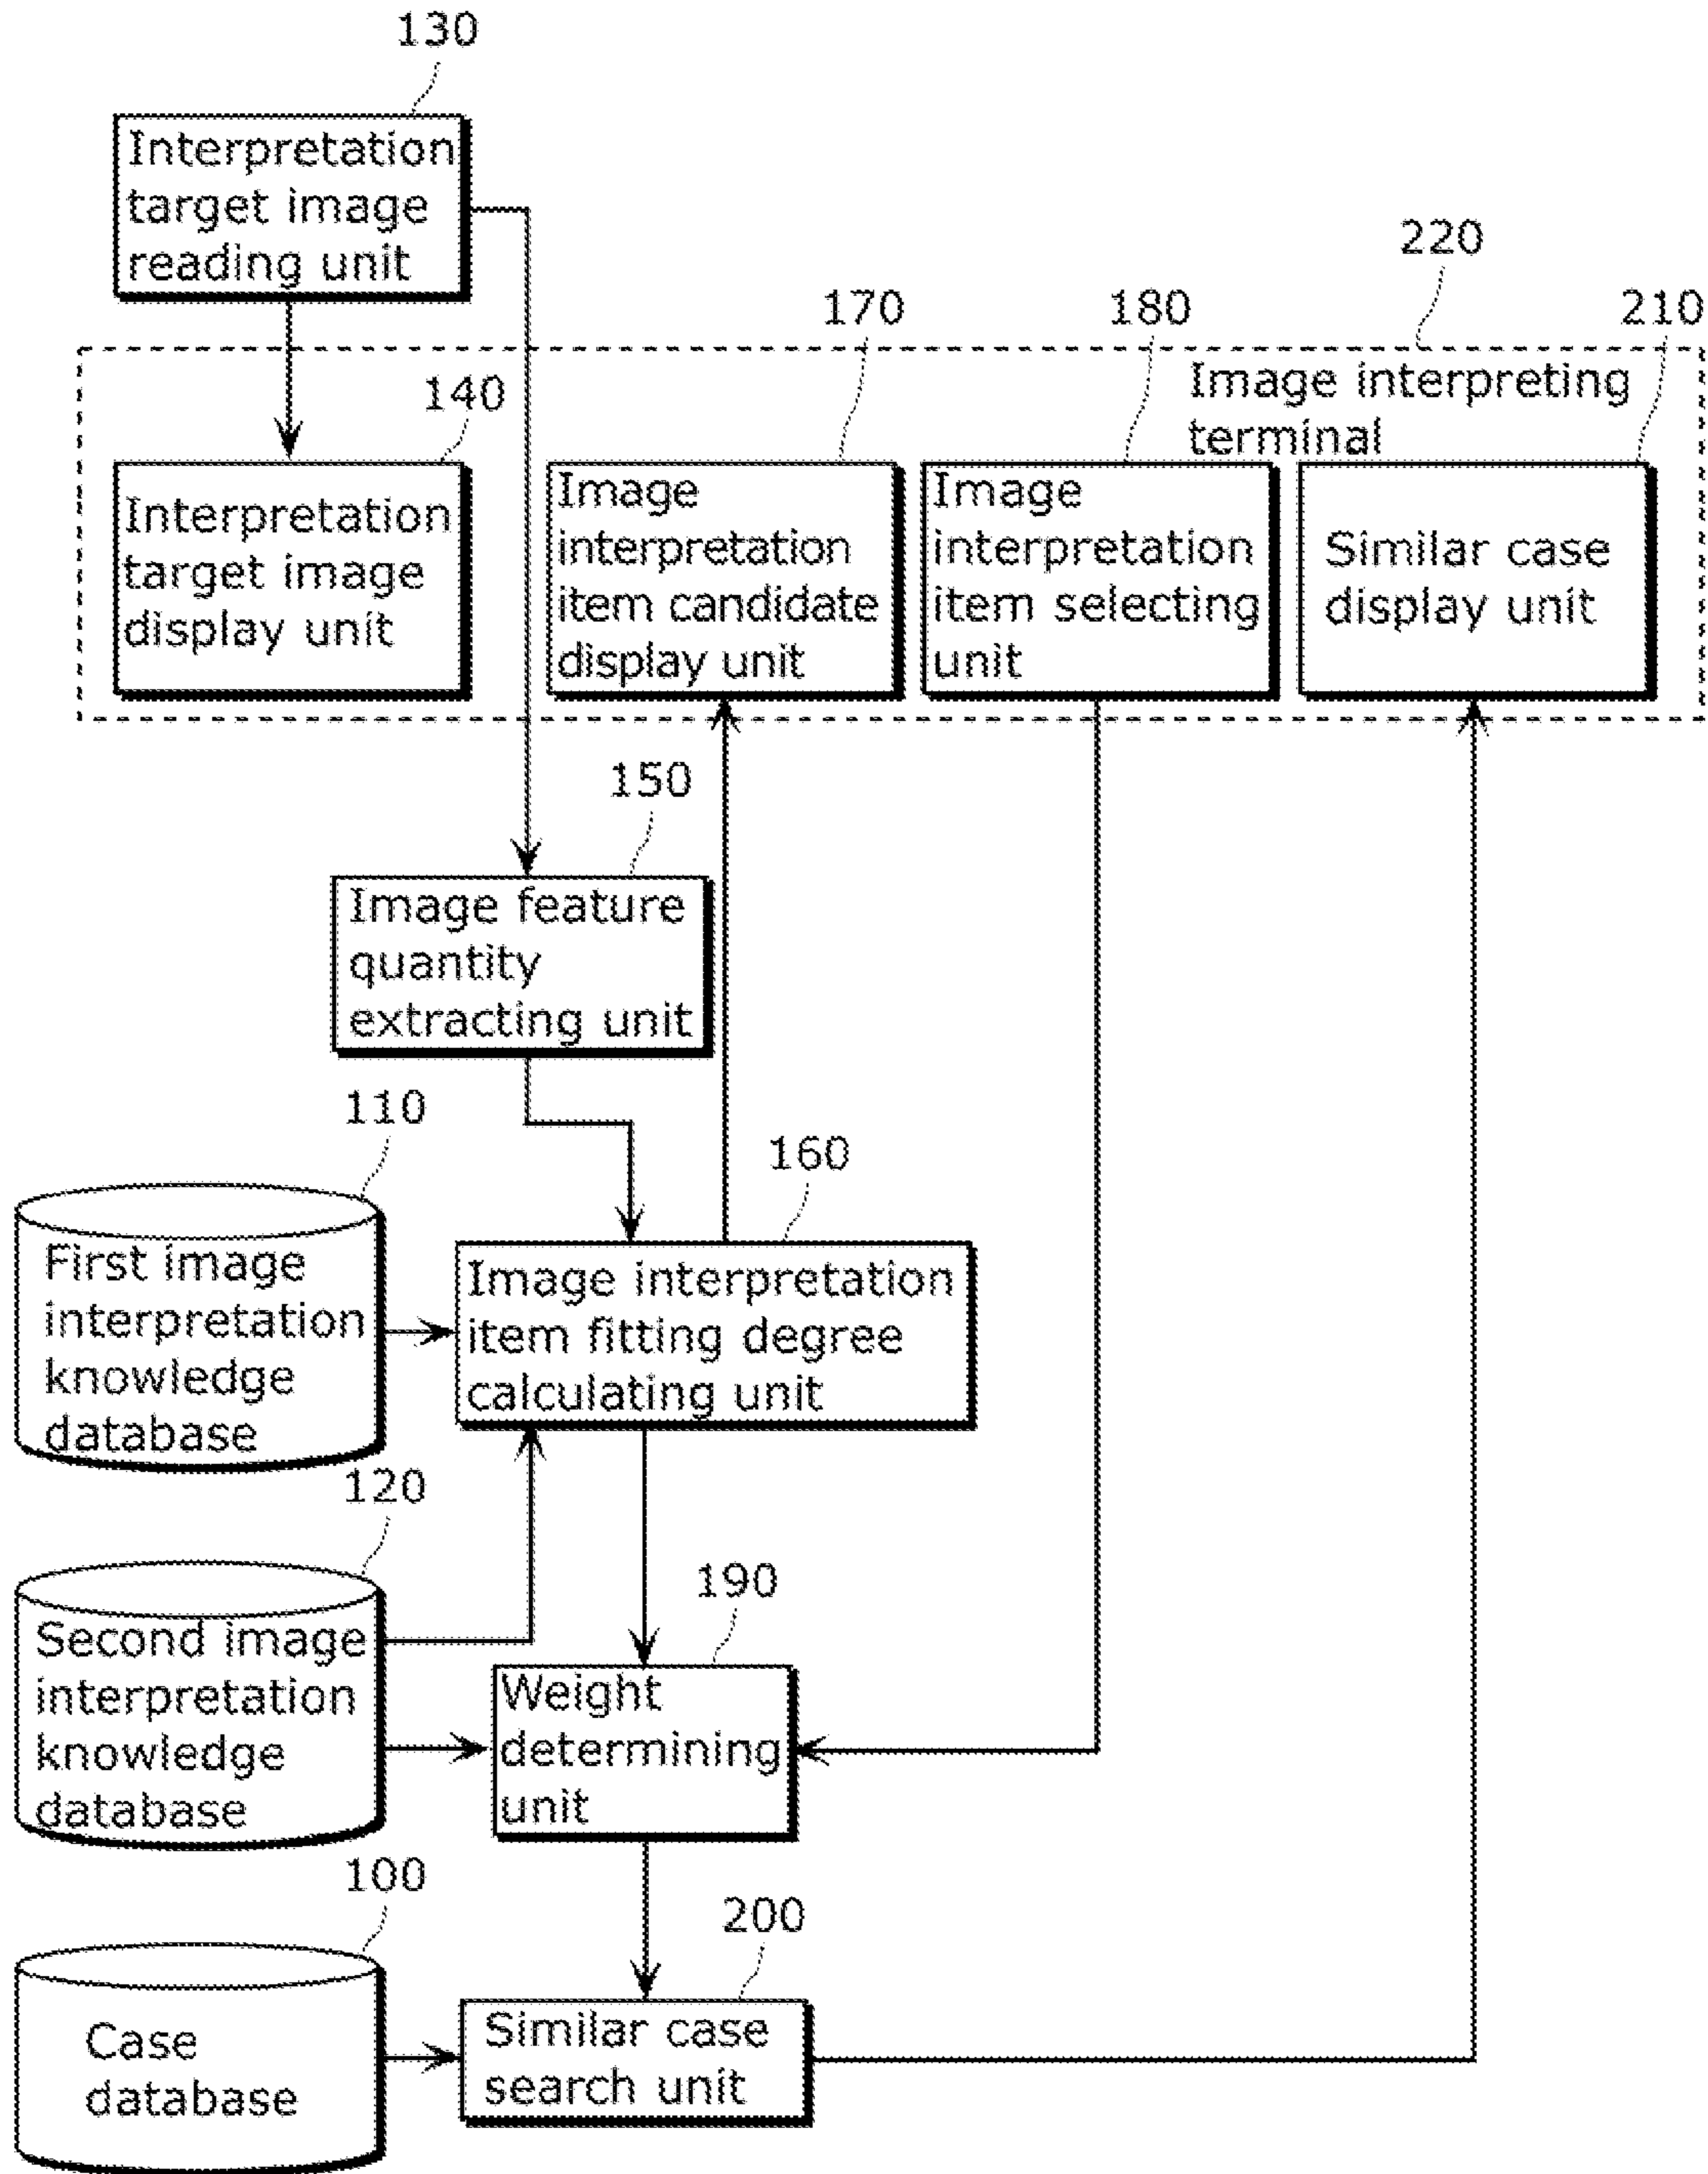 130
Interpretation
target image
reading unit
220
170
180
210
Image interpreting
terminal
140
Interpretation
target image
display unit
Image
interpretation
item candidate
display unit
Image
interpretation
item selecting
unit
Similar case
display unit
150
Image feature
quantity
extracting unit
110
First image
interpretation
knowledge
database
160
Image interpretation
item fitting degree
calculating unit
120
Second image
interpretation
knowledge
database
190
Weight
determining
unit
100
Case
database
200
Similar case
search unit